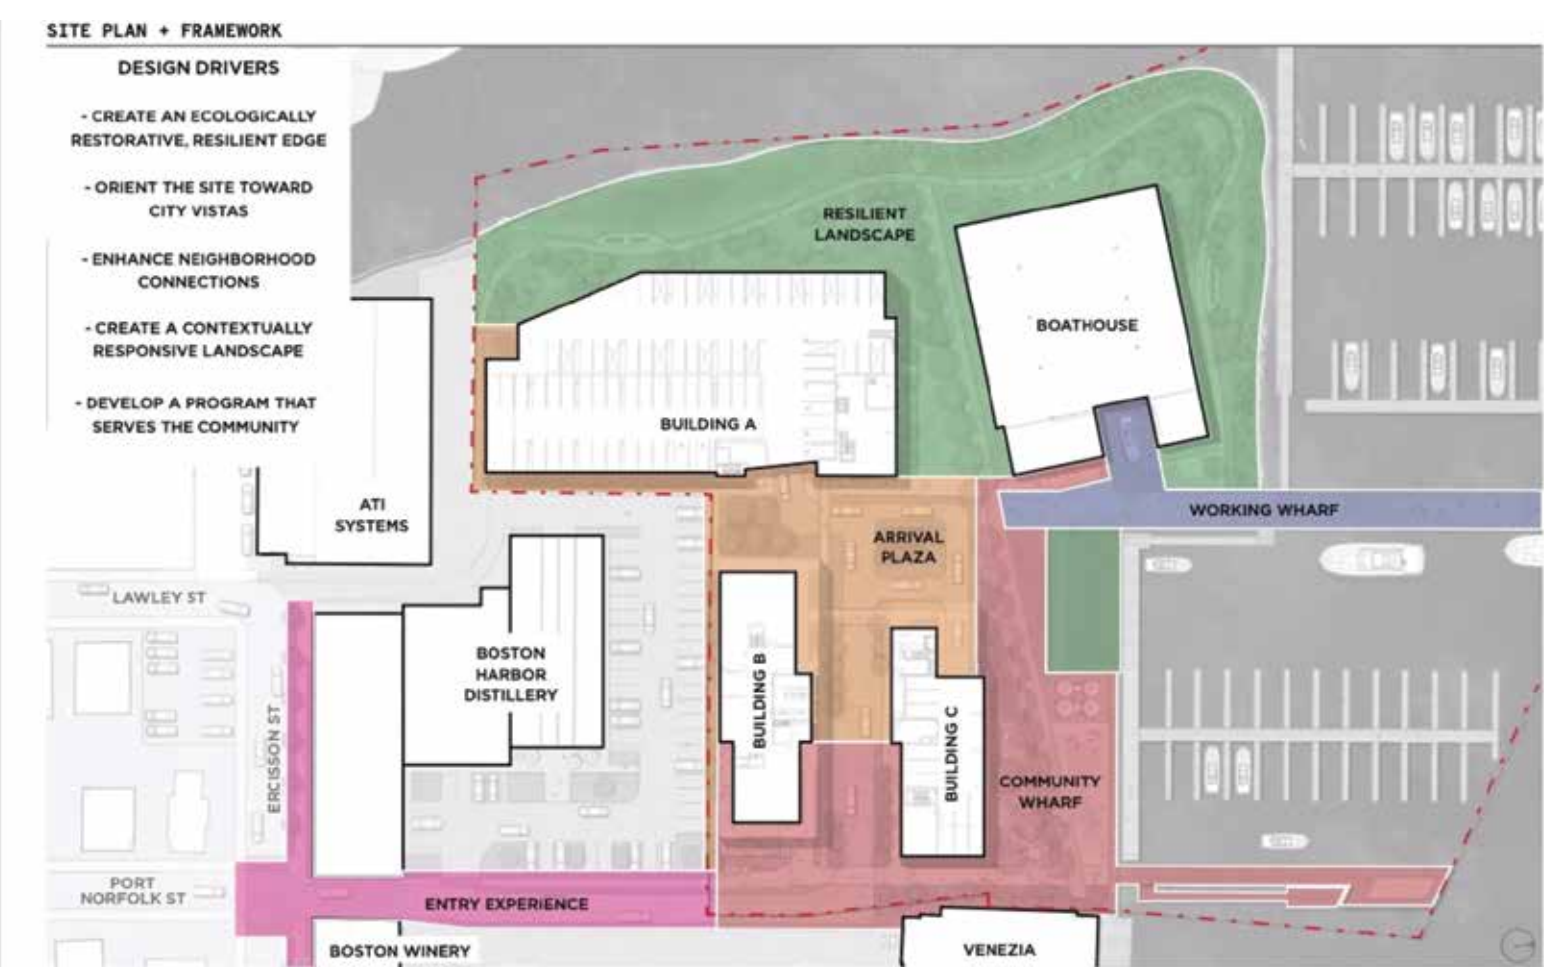 SITE PLAN + FRAMEWORK
DESIGN DRIVERS
- CREATE AN ECOLOGICALLY
RESTORATIVE, RESILIENT EDGE
- ORIENT THE SITE TOWARD
CITY VISTAS
- ENHANCE NEIGHBORHOOD
CONNECTIONS
- CREATE A CONTEXTUALLY
RESPONSIVE LANDSCAPE
- DEVELOP A PROGRAM THAT
SERVES THE COMMUNITY
RESILIENT
LANDSCAPE
BOATHOUSE
BUILDING A
ATI
SYSTEMS
WORKING WHARF
ARRIVAL
PLAZA
LAWLEY ST
BOSTON
HARBOR
DISTILLERY
BUILDING B
BUILDING C
ERCISSON ST
COMMUNITY
WHARF
PORT
NORFOLK ST
ENTRY EXPERIENCE
BOSTON WINERY
VENEZIA